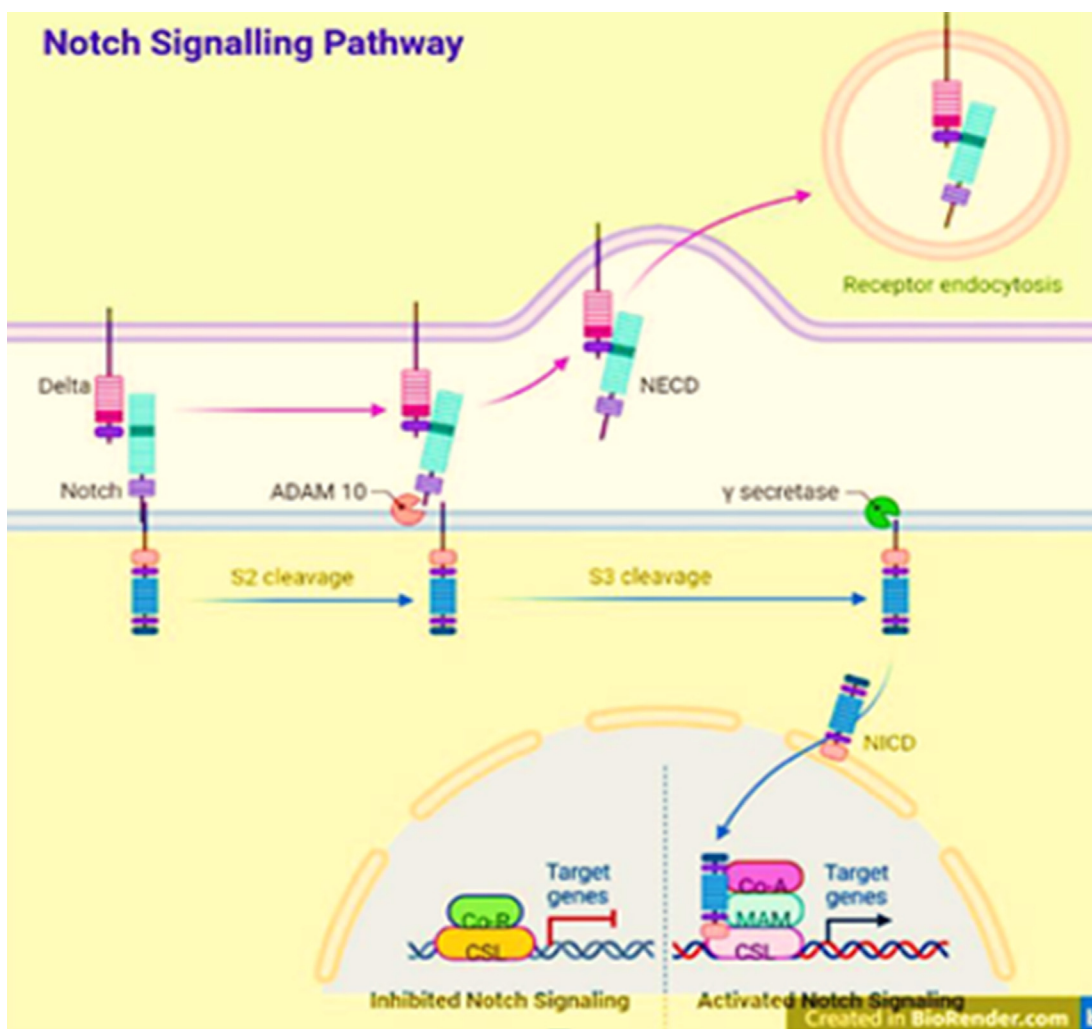 Notch Signalling Pathway
Receptor endocytosis
Delta
NECD
Notch
ADAM 10
γ secretase
S2 cleavage
S3 cleavage
NICD
Target
genes
Co-R
CSL
Target
genes
Co-A
MAM
CSL
Inhibited Notch Signaling
Activated Notch Signaling
Created in BioRender.com